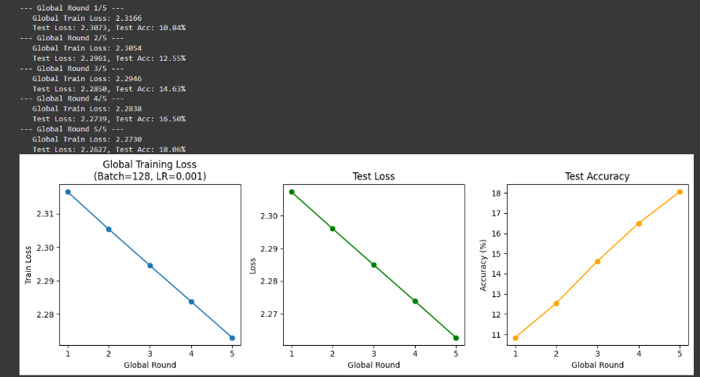 --- Global Round 1/5 ---
Global Train Loss: 2.3166
Test Loss: 2.3073, Test Acc: 10.84%
--- Global Round 2/5 ---
Global Train Loss: 2.3054
Test Loss: 2.2961, Test Acc: 12.55%
--- Global Round 3/5 ---
Global Train Loss: 2.2946
Test Loss: 2.2850, Test Acc: 14.63%
--- Global Round 4/5 ---
Global Train Loss: 2.2838
Test Loss: 2.2739, Test Acc: 16.50%
--- Global Round 5/5 ---
Global Train Loss: 2.2730
Test Loss: 2.2627, Test Acc: 18.06%
Global Training Loss
(Batch=128, LR=0.001)
Train Loss
2.31
2.30
2.29
2.28
1 2 3 4 5
Global Round
Test Loss
Loss
2.30
2.29
2.28
2.27
1 2 3 4 5
Global Round
Test Accuracy
Accuracy (%)
18
17
16
15
14
13
12
11
1 2 3 4 5
Global Round